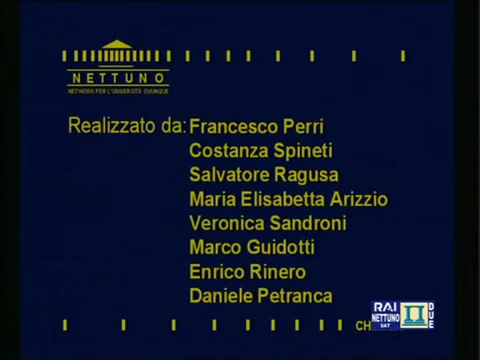 NETTUNO
NETWORK PER L'UNIVERSITÀ OVUNQUE
Realizzato da: Francesco Perri
Costanza Spineti
Salvatore Ragusa
Maria Elisabetta Arizzio
Veronica Sandroni
Marco Guidotti
Enrico Rinero
Daniele Petranca
CH
RAI
NETTUNO
SAT
DUE